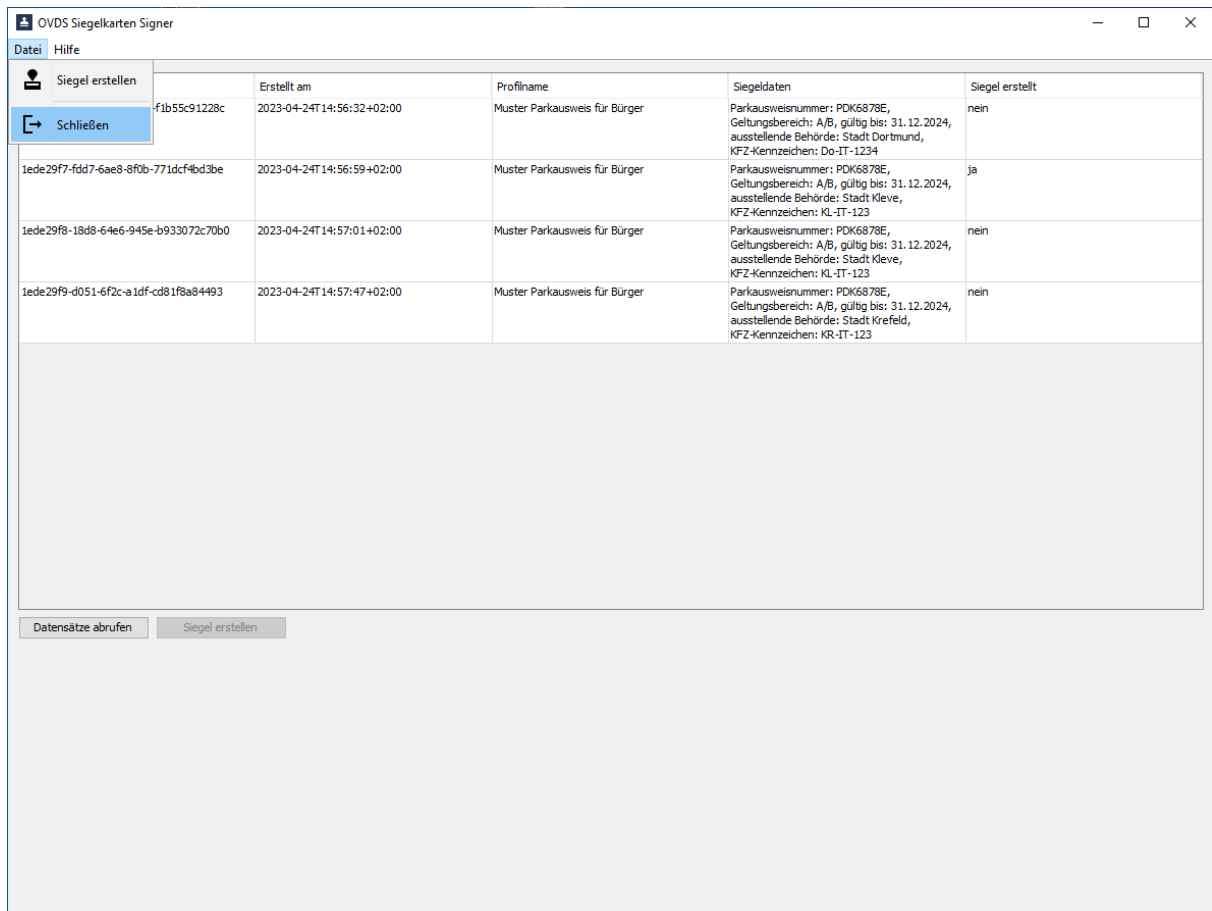 OVDS Siegelkarten Signer
Datei Hilfe
Siegel erstellen
Schließen
Erstellt am Profilname Siegeldaten Siegel erstellt
-f1b55c91228c 2023-04-24T14:56:32+02:00 Muster Parkausweis für Bürger Parkausweisnummer: PDK6878E, nein
Geltungsbereich: A/B, gültig bis: 31.12.2024,
ausstellende Behörde: Stadt Dortmund,
KFZ-Kennzeichen: Do-IT-1234
1ede29f7-fdd7-6ae8-8f0b-771dcf4bd3be 2023-04-24T14:56:59+02:00 Muster Parkausweis für Bürger Parkausweisnummer: PDK6878E, ja
Geltungsbereich: A/B, gültig bis: 31.12.2024,
ausstellende Behörde: Stadt Kleve,
KFZ-Kennzeichen: KL-IT-123
1ede29f8-18d8-64e6-945e-b933072c70b0 2023-04-24T14:57:01+02:00 Muster Parkausweis für Bürger Parkausweisnummer: PDK6878E, nein
Geltungsbereich: A/B, gültig bis: 31.12.2024,
ausstellende Behörde: Stadt Kleve,
KFZ-Kennzeichen: KL-IT-123
1ede29f9-d051-6f2c-a1df-cd81f8a84493 2023-04-24T14:57:47+02:00 Muster Parkausweis für Bürger Parkausweisnummer: PDK6878E, nein
Geltungsbereich: A/B, gültig bis: 31.12.2024,
ausstellende Behörde: Stadt Krefeld,
KFZ-Kennzeichen: KR-IT-123
Datensätze abrufen Siegel erstellen